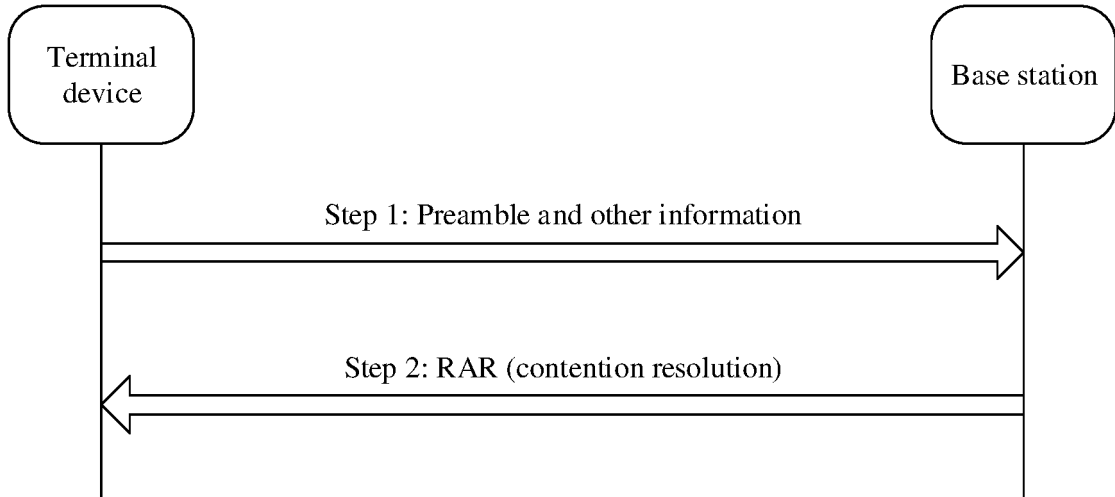 Terminal
device
Base station
Step 1: Preamble and other information
Step 2: RAR (contention resolution)